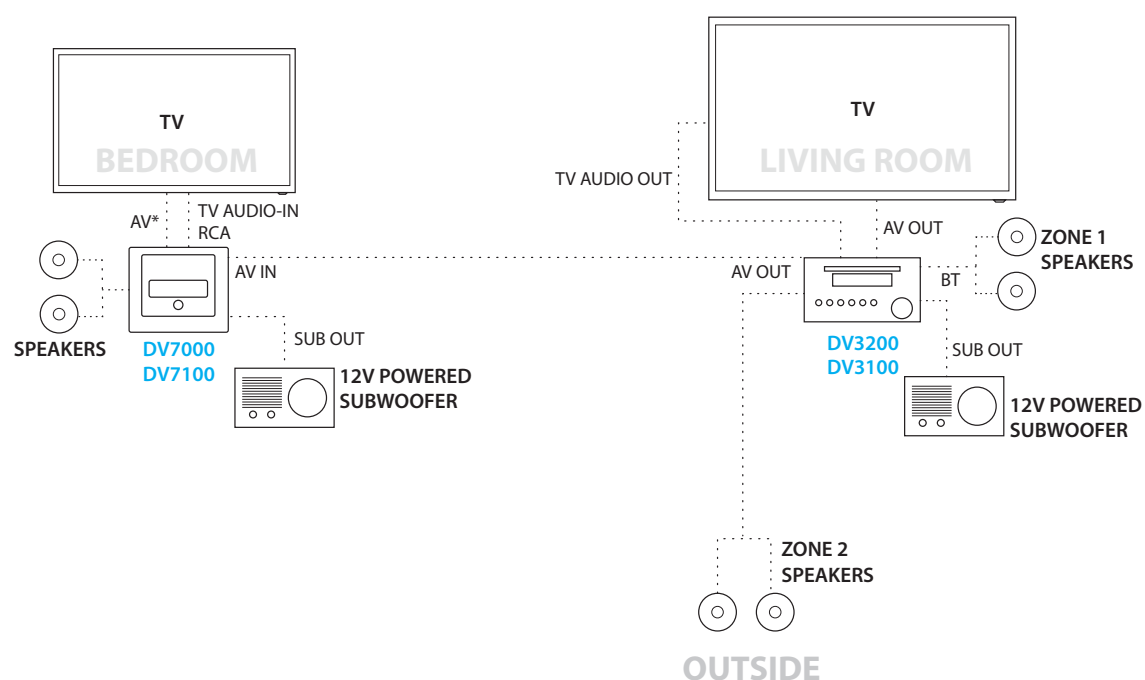 TV
BEDROOM
TV
LIVING ROOM
TV AUDIO OUT
AV*
TV AUDIO-IN
RCA
AV OUT
ZONE 1
SPEAKERS
AV IN
AV OUT
BT
SPEAKERS
DV7000
DV7100
SUB OUT
12V POWERED
SUBWOOFER
DV3200
DV3100
SUB OUT
12V POWERED
SUBWOOFER
ZONE 2
SPEAKERS
OUTSIDE